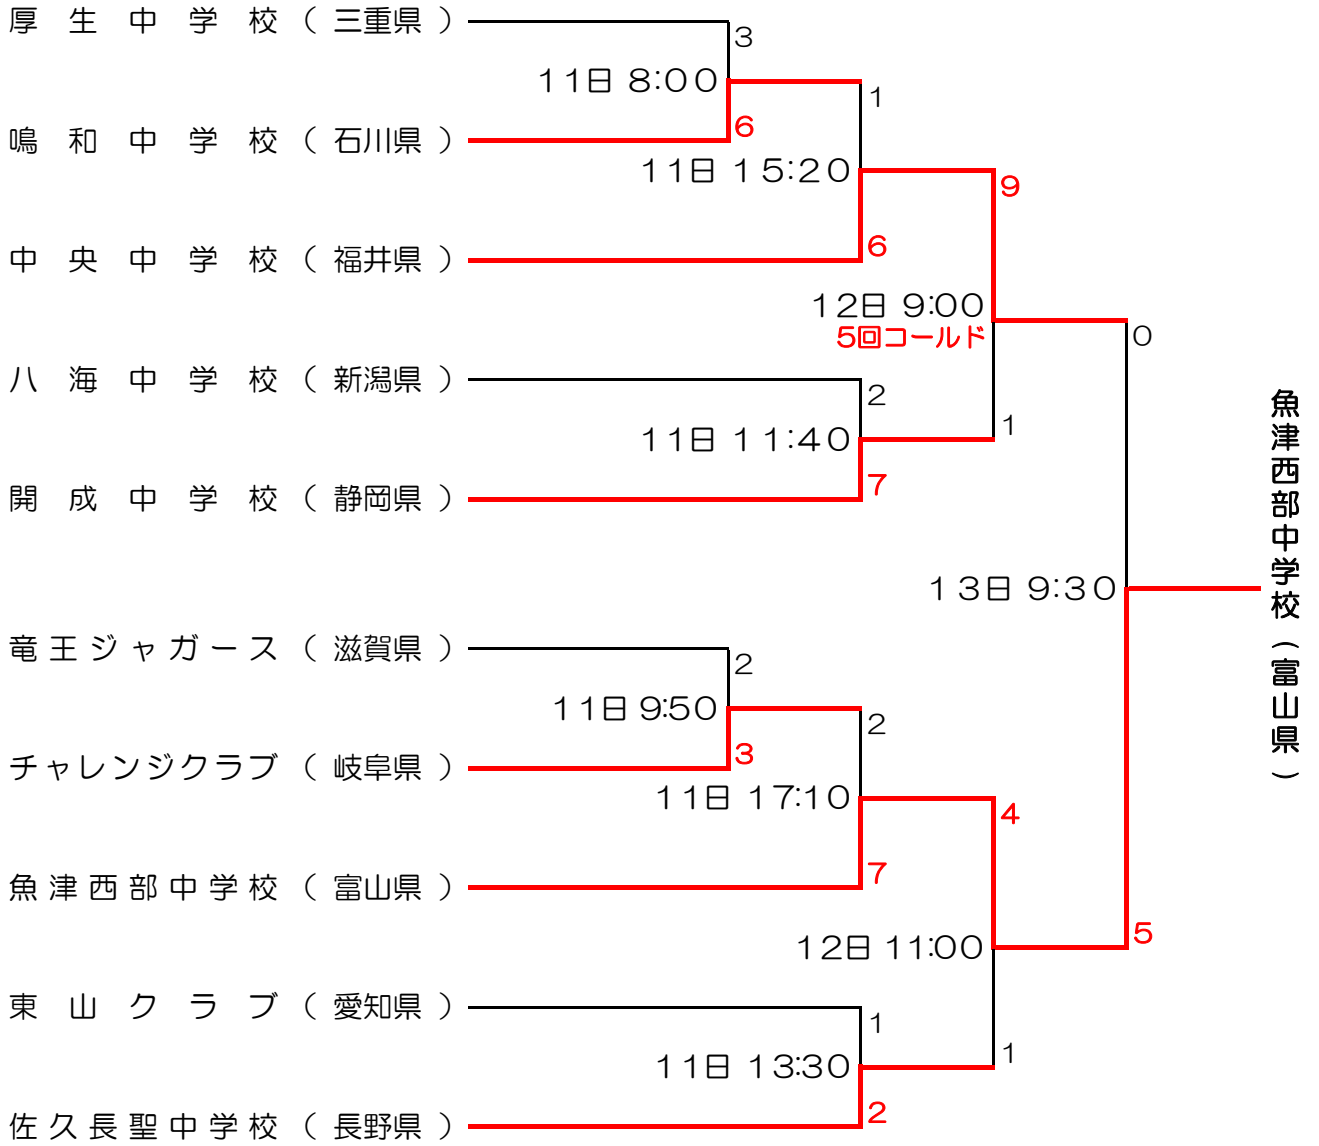 厚生中学校（三重県）
3
11日 8:00
1
鳴和中学校（石川県）
6
11日 15:20
9
中央中学校（福井県）
6
12日 9:00
5回コールド
0
八海中学校（新潟県）
2
11日 11:40
1
開成中学校（静岡県）
7
13日 9:30
魚津西部中学校（富山県）
竜王ジャガース（滋賀県）
2
11日 9:50
2
チャレンジクラブ（岐阜県）
3
11日 17:10
4
魚津西部中学校（富山県）
7
12日 11:00
5
東山クラブ（愛知県）
1
11日 13:30
1
佐久長聖中学校（長野県）
2